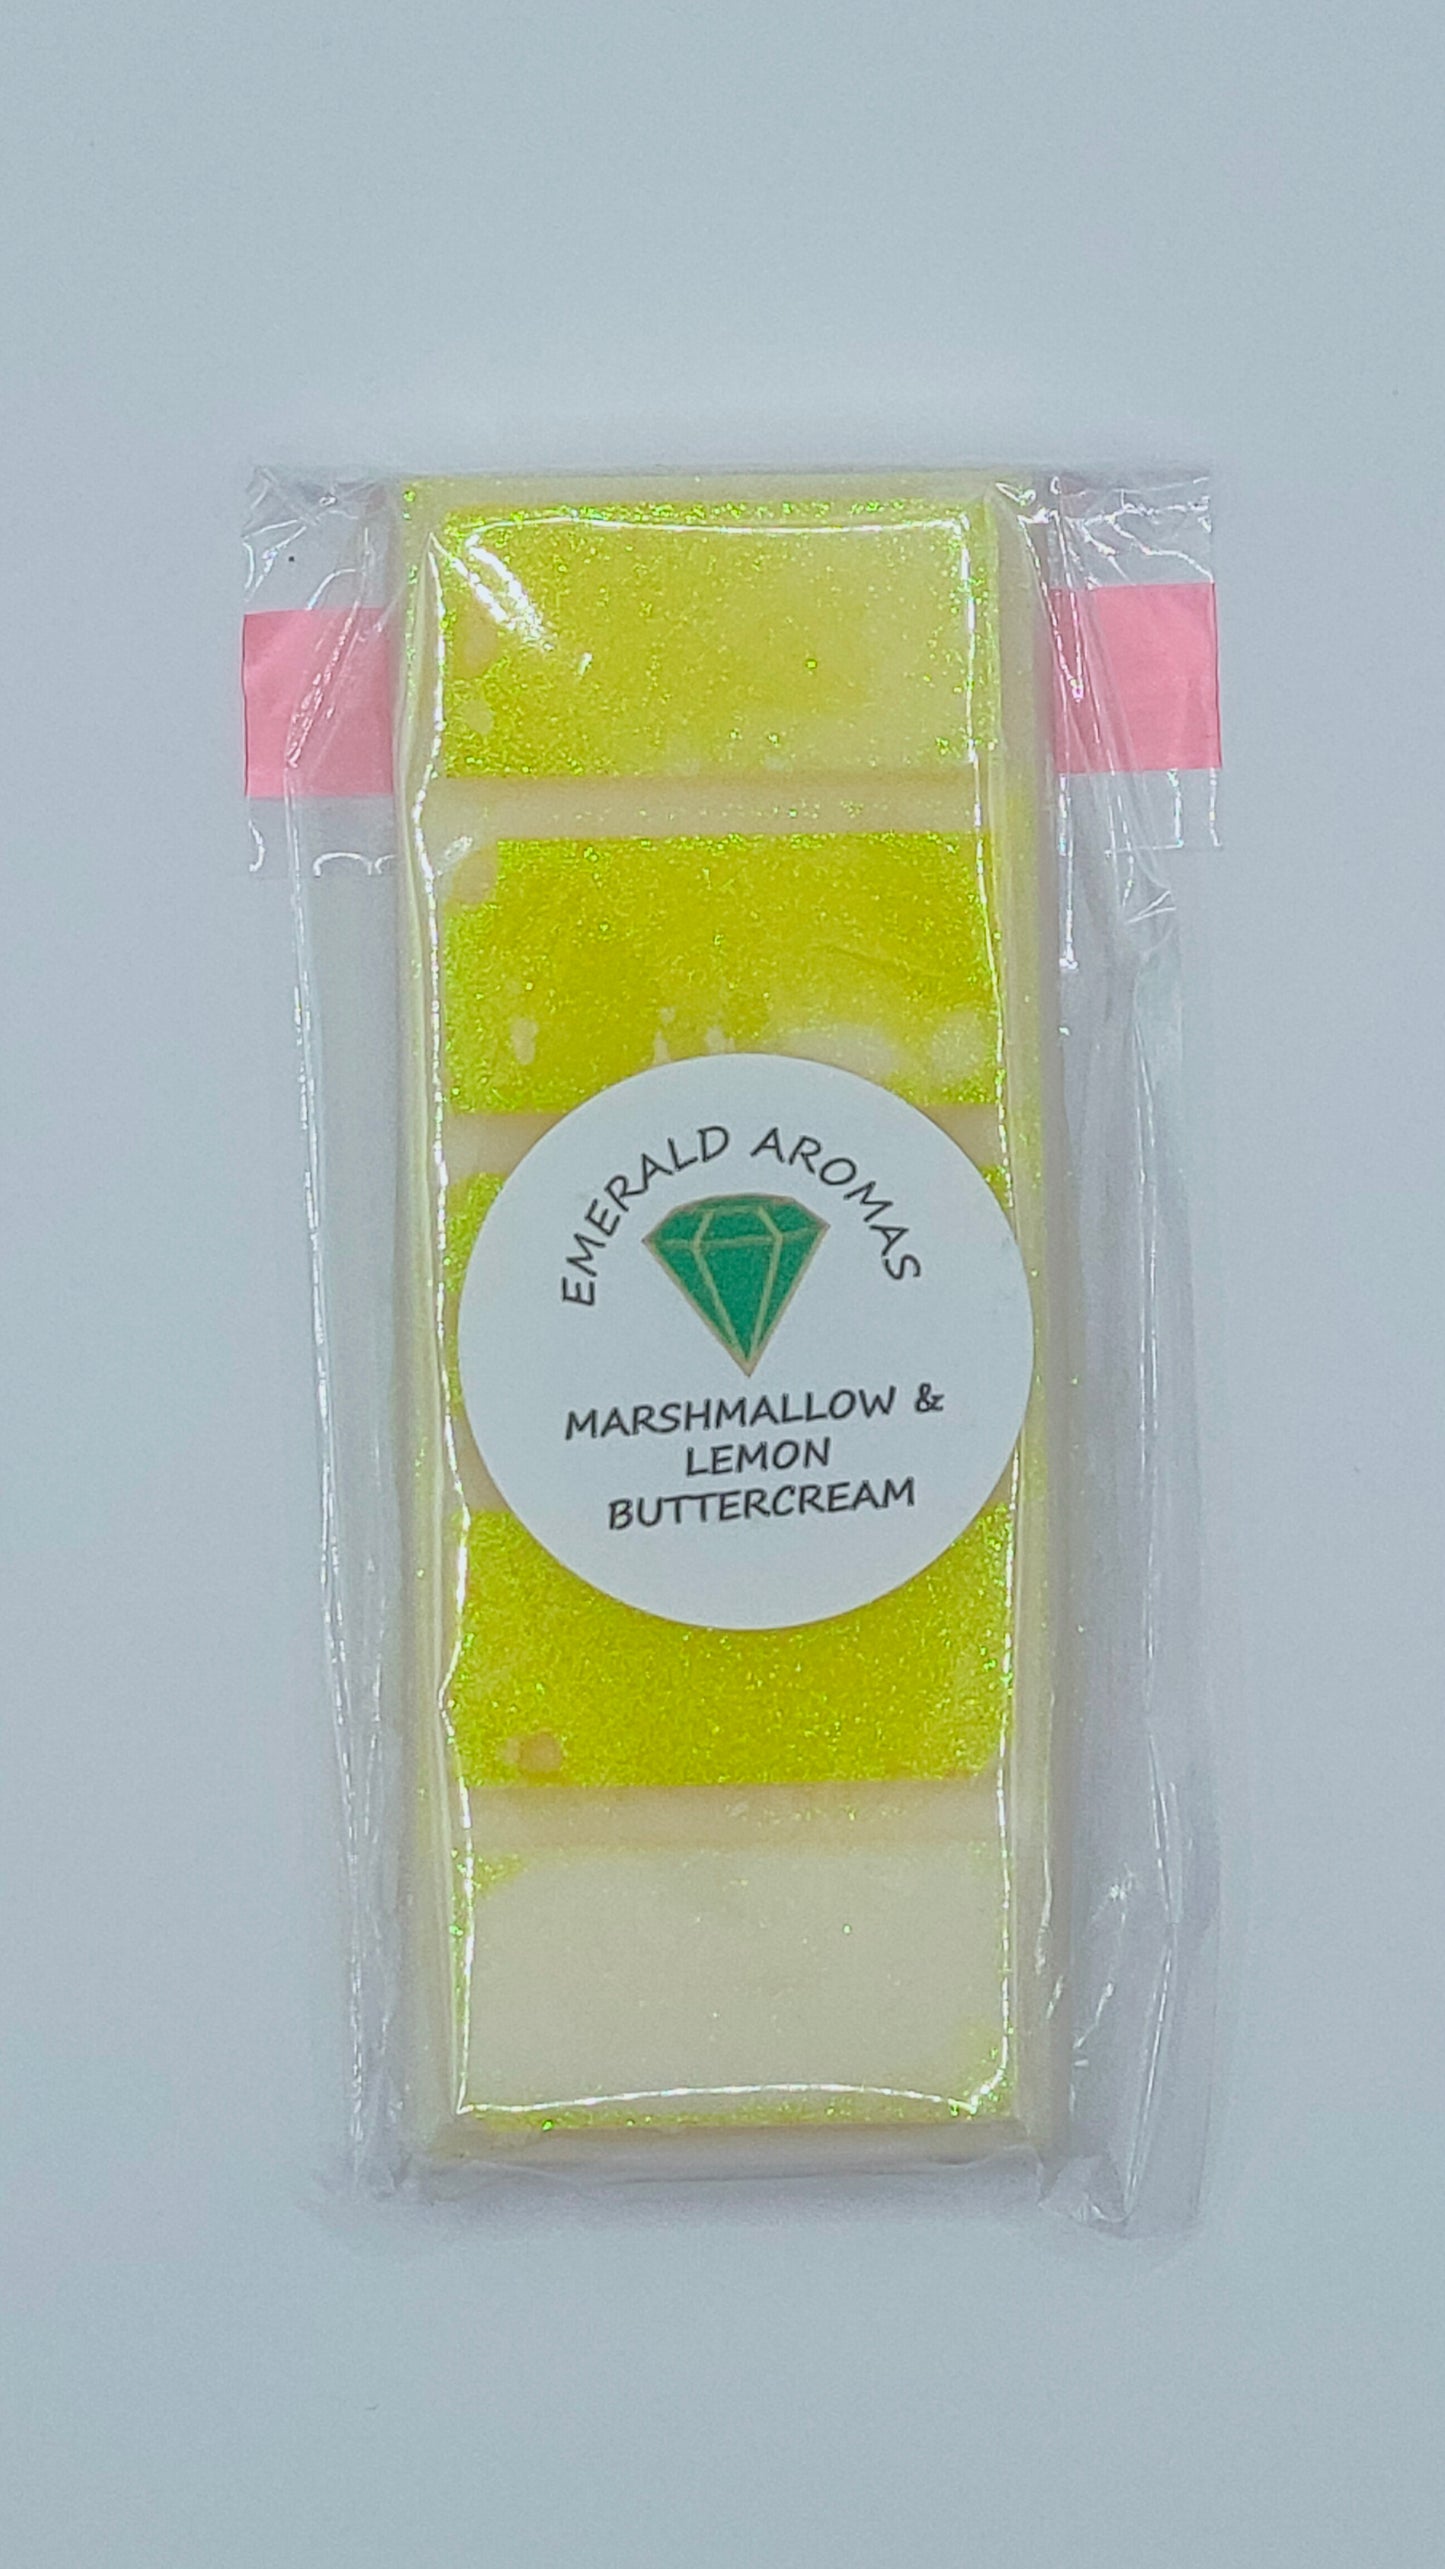 EMERALD AROMAS
MARSHMALLOW &
LEMON
BUTTERCREAM